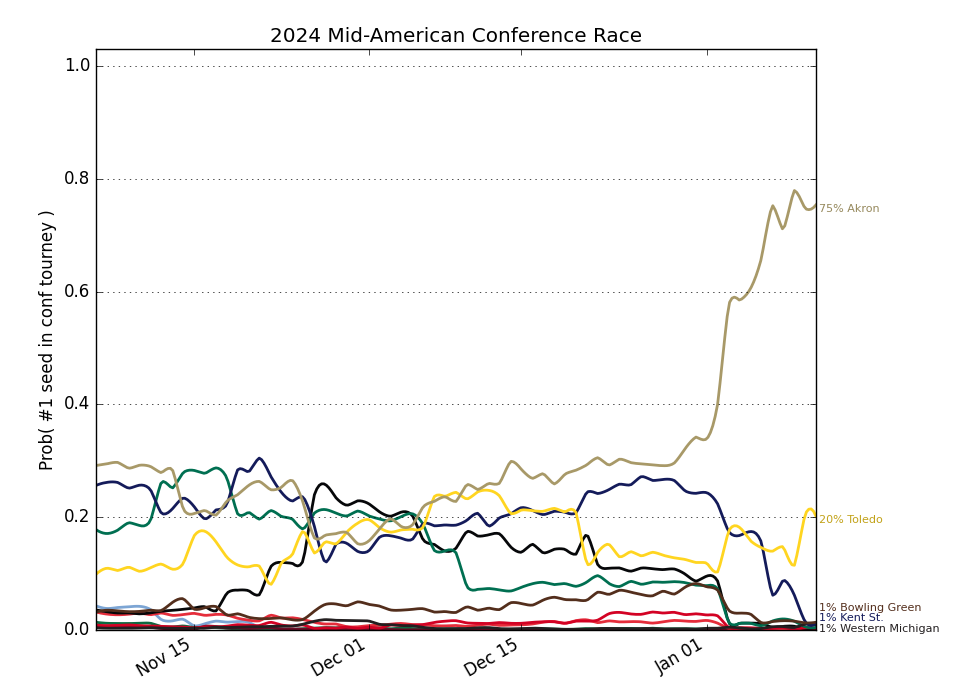 2024 Mid-American Conference Race
Prob( #1 seed in conf tourney )
1.0
0.8
0.6
0.4
0.2
0.0
75% Akron
20% Toledo
1% Bowling Green
1% Kent St.
1% Western Michigan
Nov 15
Dec 01
Dec 15
Jan 01